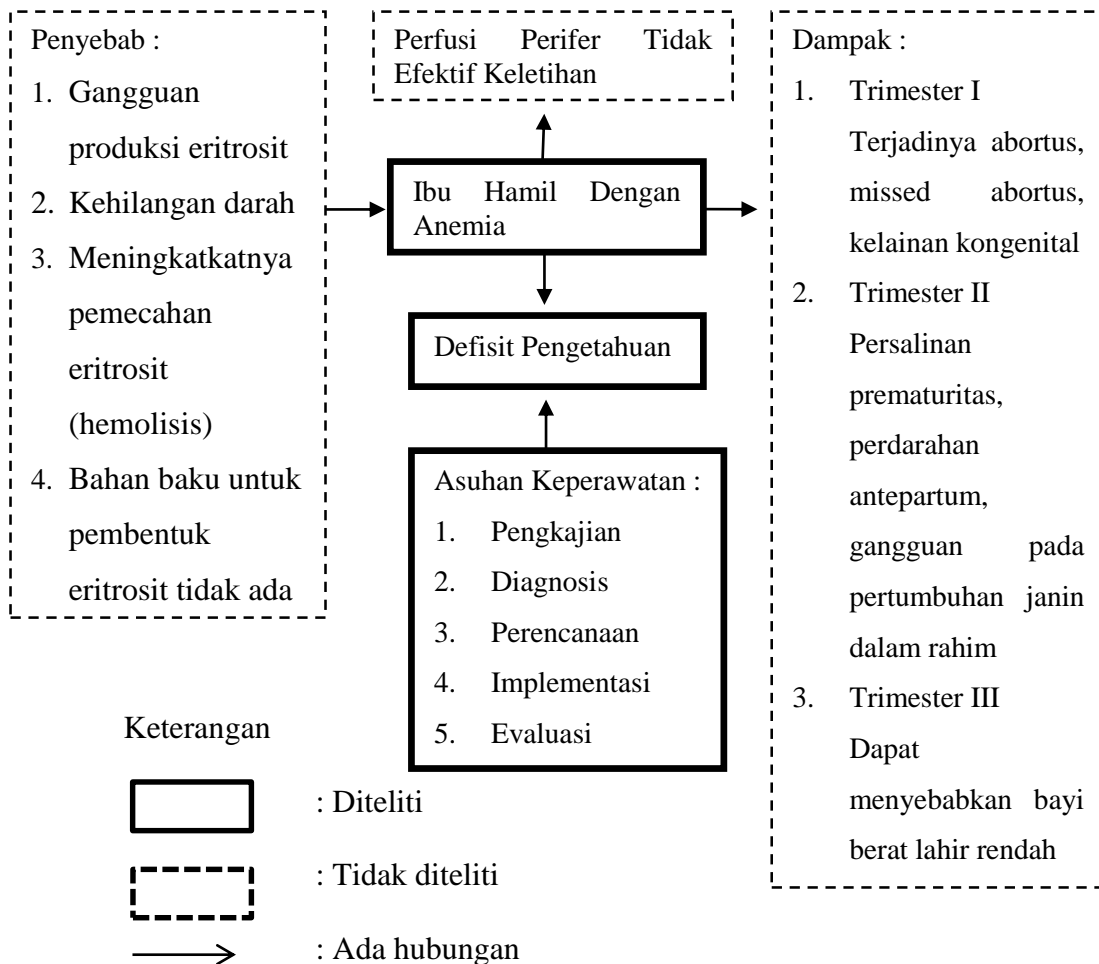 Penyebab :
1. Gangguan
produksi eritrosit
2. Kehilangan darah
3. Meningkatkatnya
pemecahan
eritrosit
(hemolisis)
4. Bahan baku untuk
pembentuk
eritrosit tidak ada
Perfusi Perifer Tidak
Efektif Keletihan
Ibu Hamil Dengan
Anemia
Defisit Pengetahuan
Asuhan Keperawatan :
1. Pengkajian
2. Diagnosis
3. Perencanaan
4. Implementasi
5. Evaluasi
Dampak :
1. Trimester I
Terjadinya abortus,
missed abortus,
kelainan kongenital
2. Trimester II
Persalinan
prematuritas,
perdarahan
antepartum,
gangguan pada
pertumbuhan janin
dalam rahim
3. Trimester III
Dapat
menyebabkan bayi
berat lahir rendah
Keterangan
: Diteliti
: Tidak diteliti
: Ada hubungan